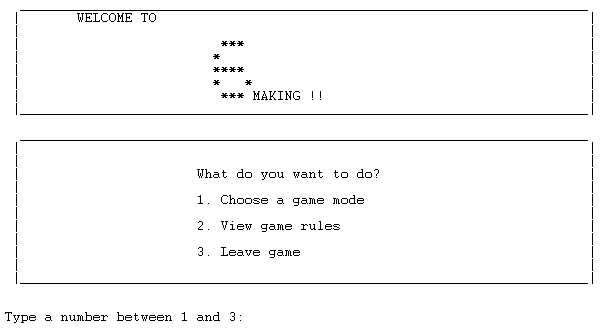 WELCOME TO
***
*
****
*   *
*** MAKING !!
What do you want to do?
1. Choose a game mode
2. View game rules
3. Leave game
Type a number between 1 and 3: